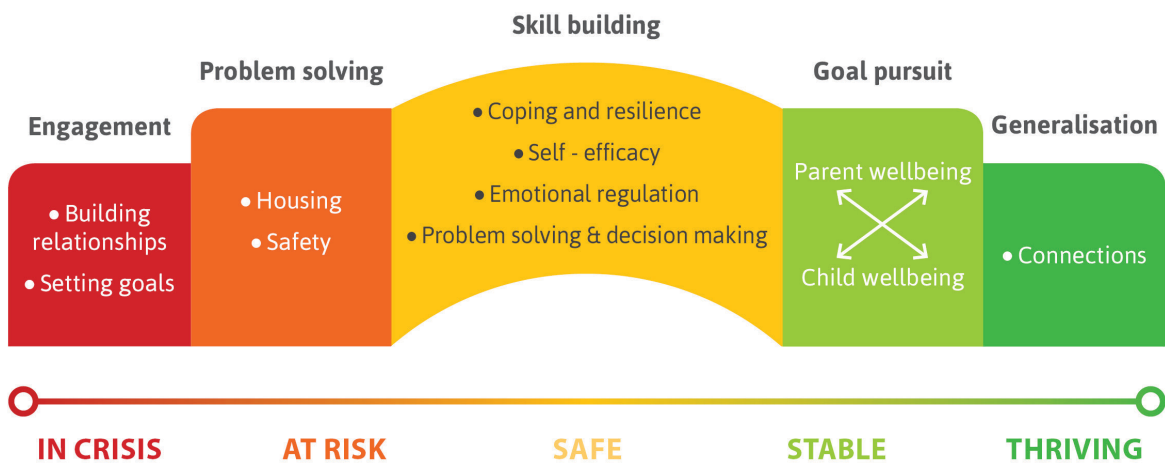 Skill building
Problem solving
Goal pursuit
Engagement
Generalisation
• Building
relationships
• Setting goals
• Housing
• Safety
• Coping and resilience
• Self - efficacy
• Emotional regulation
• Problem solving & decision making
Parent wellbeing
Child wellbeing
• Connections
IN CRISIS
AT RISK
SAFE
STABLE
THRIVING